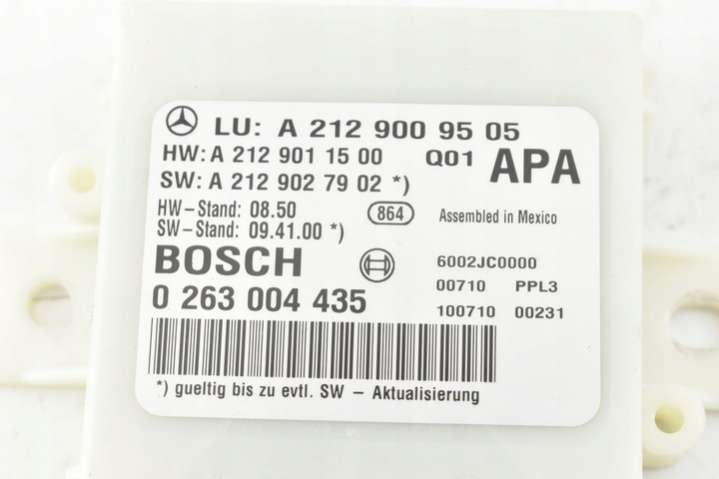 LU: A 212 900 95 05
HW: A 212 901 15 00 Q01 APA
SW: A 212 902 79 02 *)
HW-Stand: 08.50 864 Assembled in Mexico
SW-Stand: 09.41.00 *)
BOSCH 6002JC0000
00710 PPL3
0 263 004 435 100710 00231
*) gueltig bis zu evtl. SW - Aktualisierung